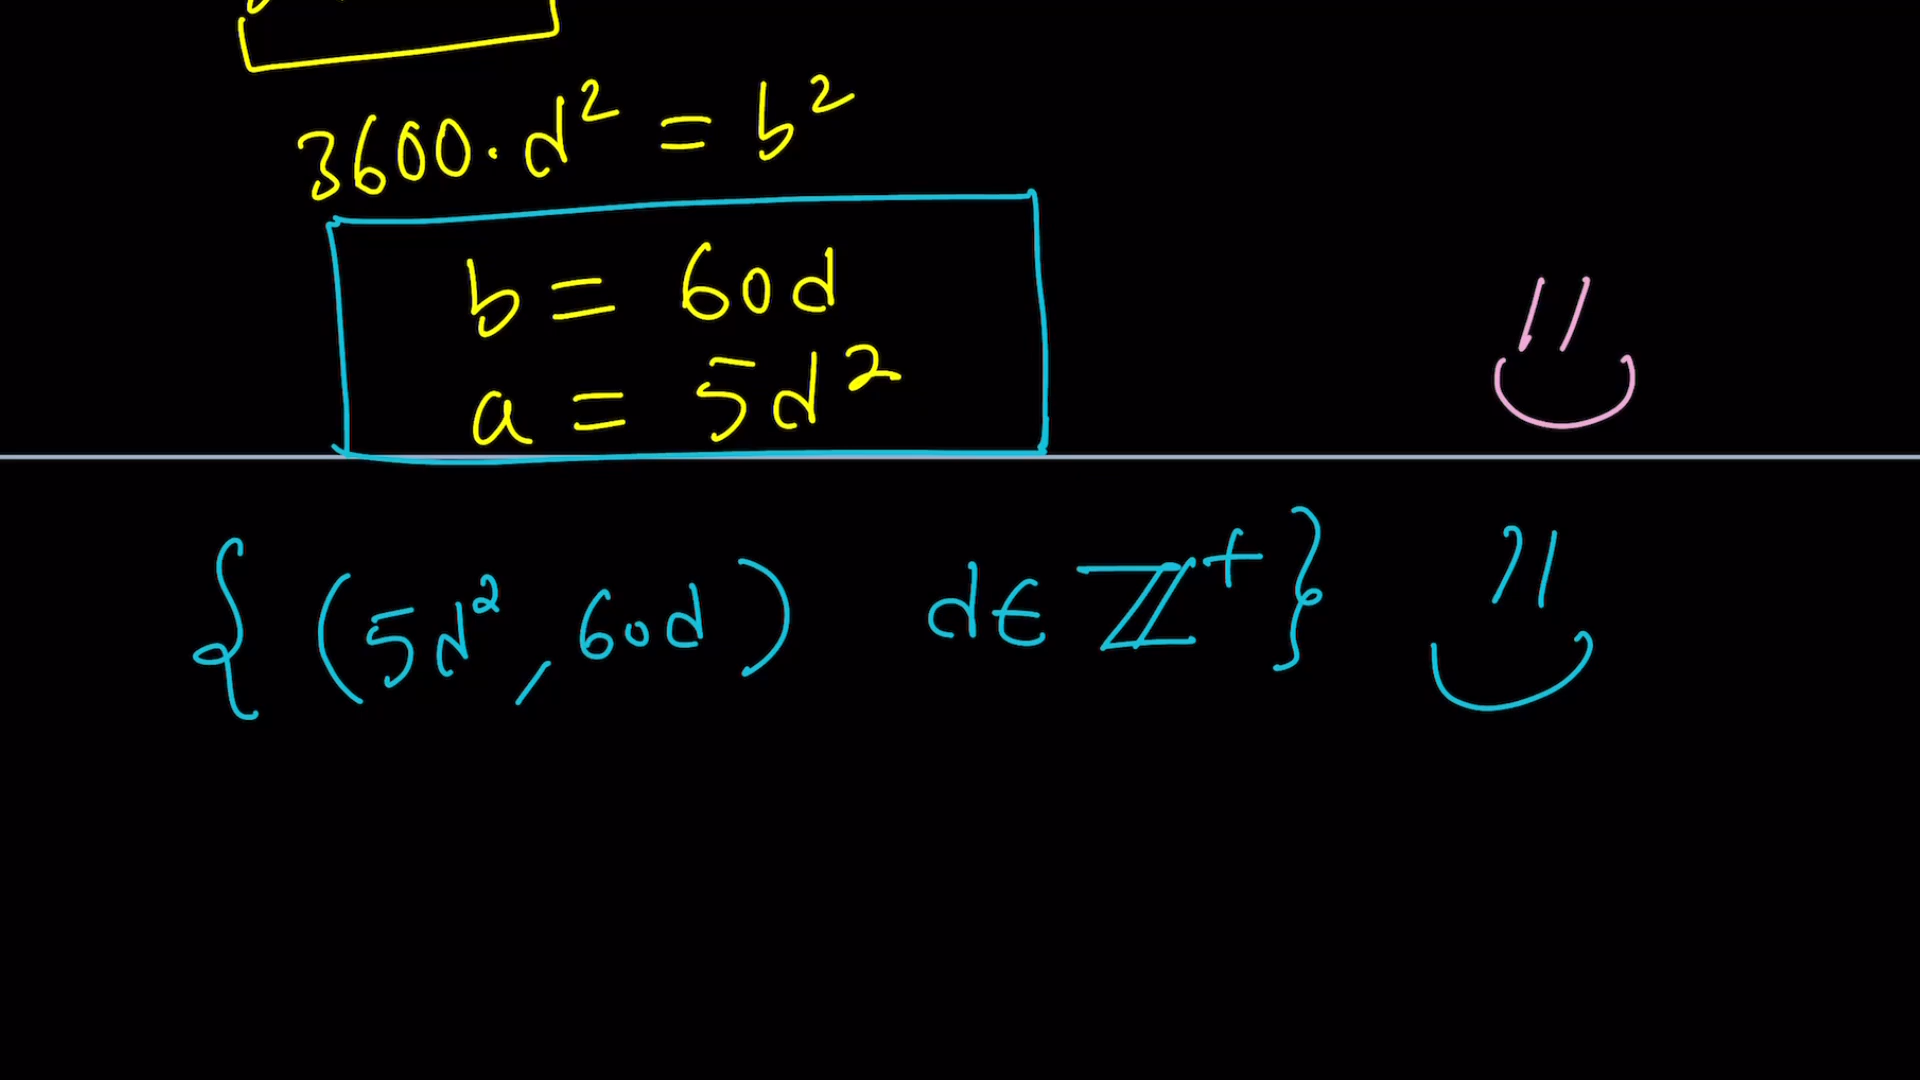 3600·d² = b²
b = 60d
a = 5d²
{ (5d², 60d) d∈ℤ⁺}